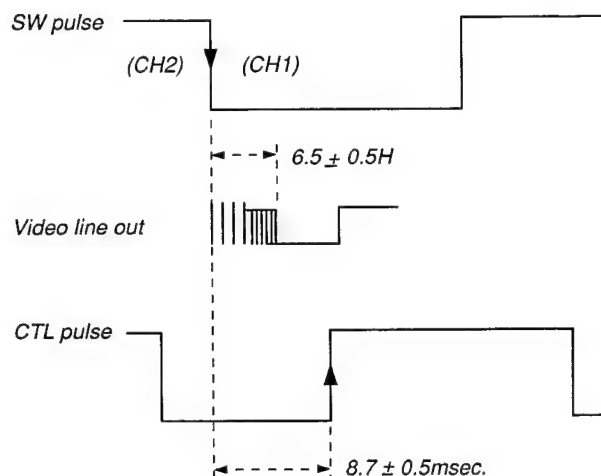 SW pulse
(CH2) (CH1)
6.5 ± 0.5H
Video line out
CTL pulse
8.7 ± 0.5msec.